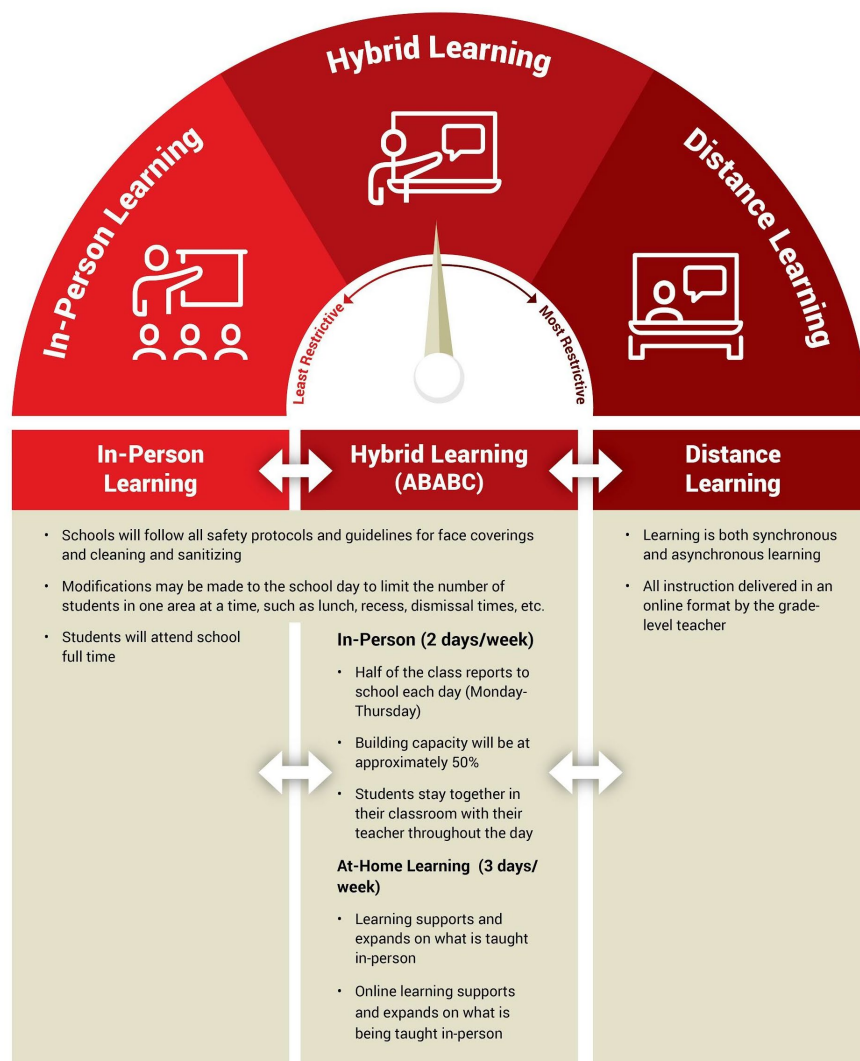 Hybrid Learning
In-Person Learning
Distance Learning
Least Restrictive
Most Restrictive
In-Person
Learning
Hybrid Learning
(ABABC)
Distance
Learning
• Schools will follow all safety protocols and guidelines for face coverings
and cleaning and sanitizing
• Modifications may be made to the school day to limit the number of
students in one area at a time, such as lunch, recess, dismissal times, etc.
• Students will attend school
full time
In-Person (2 days/week)
• Half of the class reports to
school each day (Monday-
Thursday)
• Building capacity will be at
approximately 50%
• Students stay together in
their classroom with their
teacher throughout the day
At-Home Learning (3 days/
week)
• Learning supports and
expands on what is taught
in-person
• Online learning supports
and expands on what is
being taught in-person
• Learning is both synchronous
and asynchronous learning
• All instruction delivered in an
online format by the grade-
level teacher